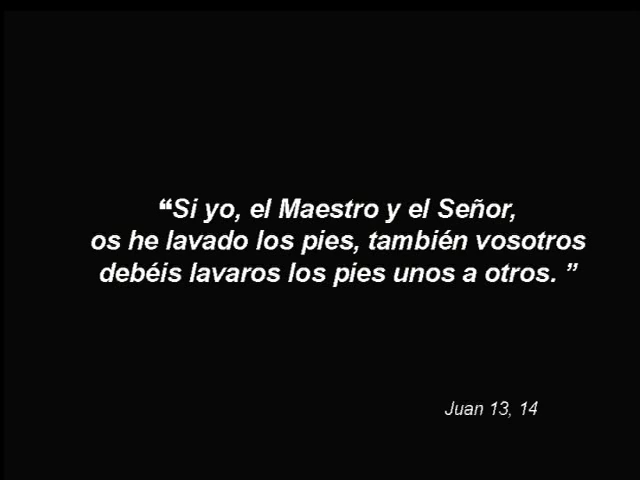 “Si yo, el Maestro y el Señor,
os he lavado los pies, también vosotros
debéis lavaros los pies unos a otros. ”
Juan 13, 14